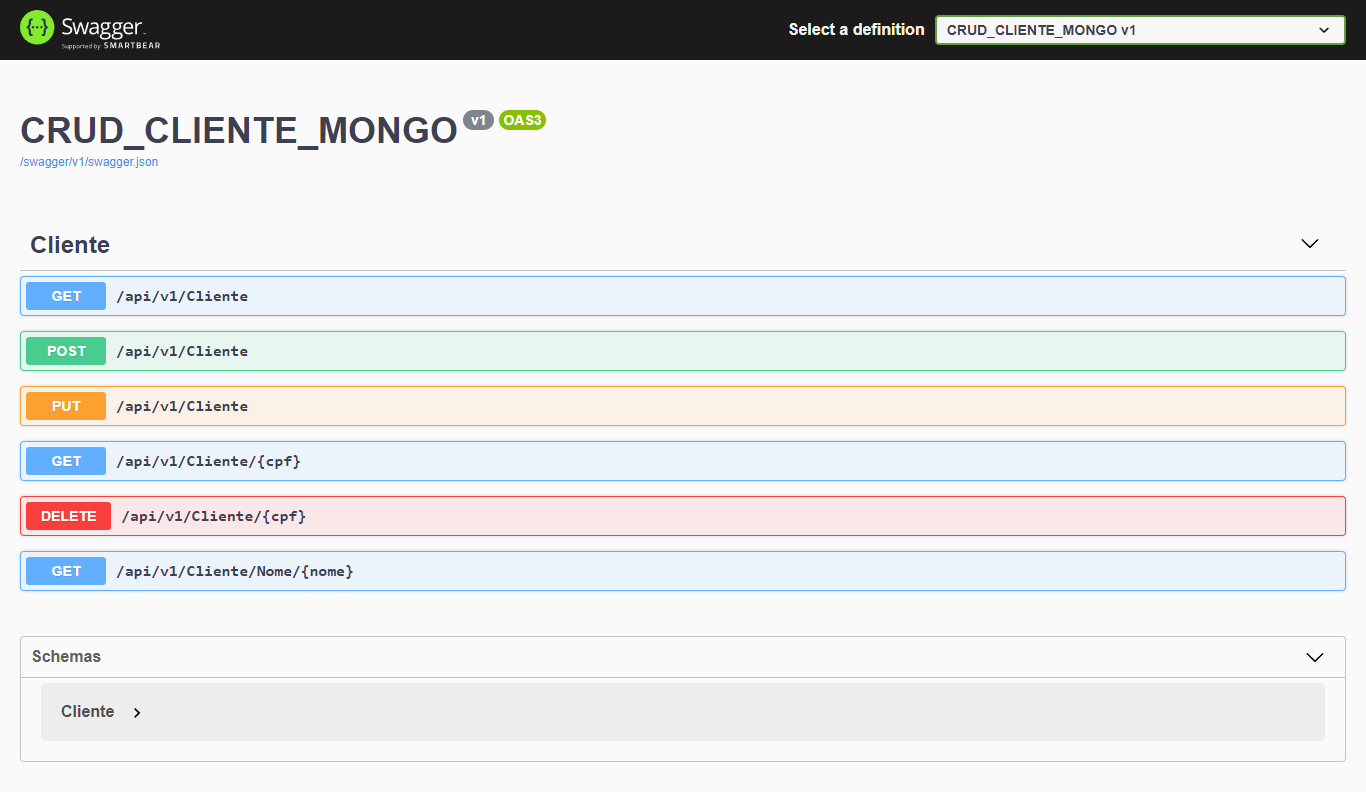 Swagger
Supported by SMARTBEAR
Select a definition
CRUD_CLIENTE_MONGO v1
CRUD_CLIENTE_MONGO v1 OAS3
/swagger/v1/swagger.json
Cliente
GET /api/v1/Cliente
POST /api/v1/Cliente
PUT /api/v1/Cliente
GET /api/v1/Cliente/{cpf}
DELETE /api/v1/Cliente/{cpf}
GET /api/v1/Cliente/Nome/{nome}
Schemas
Cliente